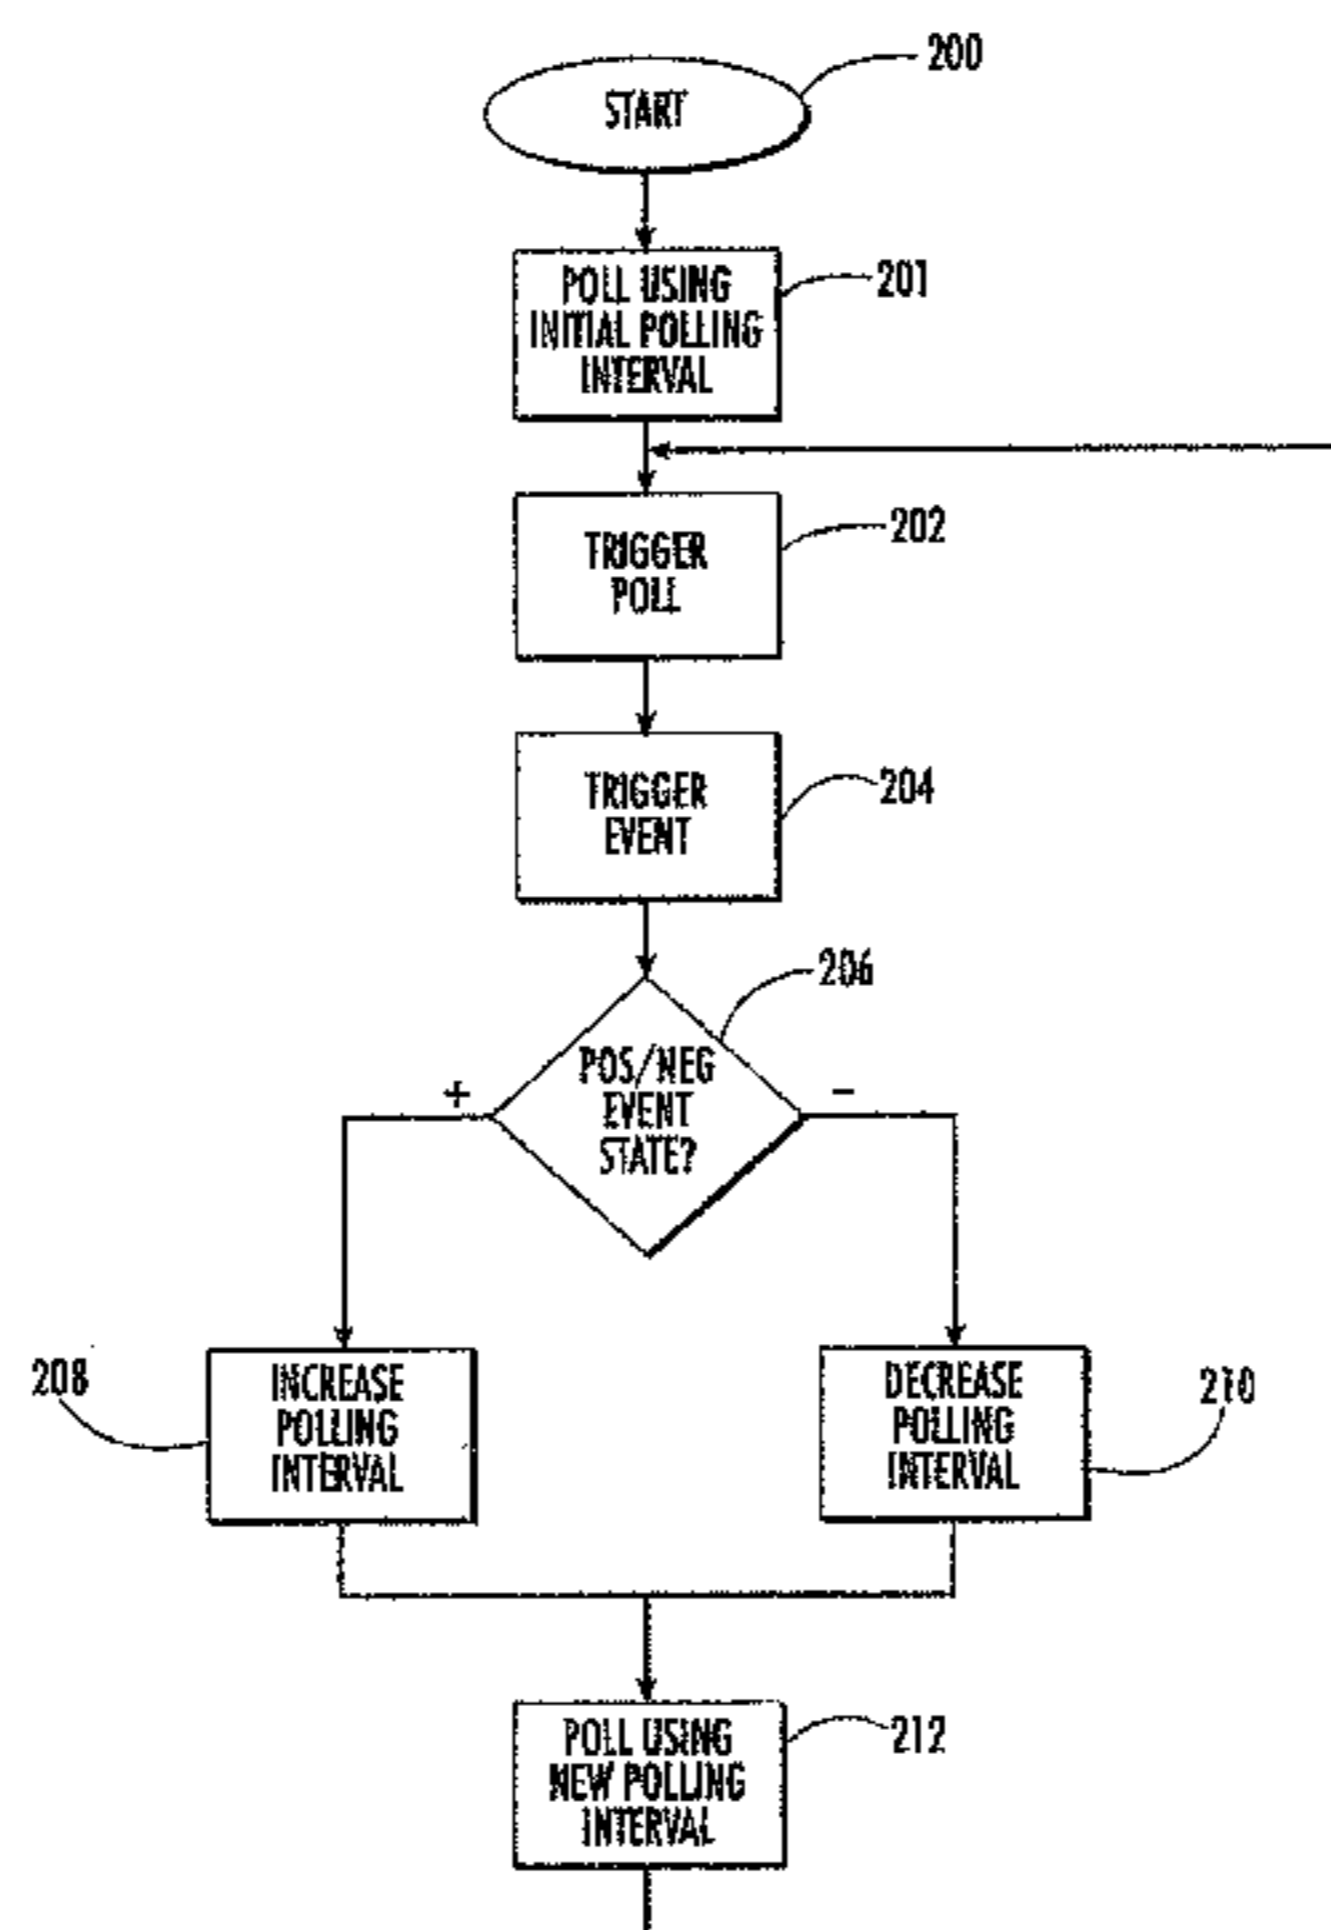 200
START
201
POLL USING
INITIAL POLLING
INTERVAL
202
TRIGGER
POLL
204
TRIGGER
EVENT
206
POS/NEG
EVENT
STATE?
+
-
208
INCREASE
POLLING
INTERVAL
DECREASE
POLLING
INTERVAL
210
212
POLL USING
NEW POLLING
INTERVAL